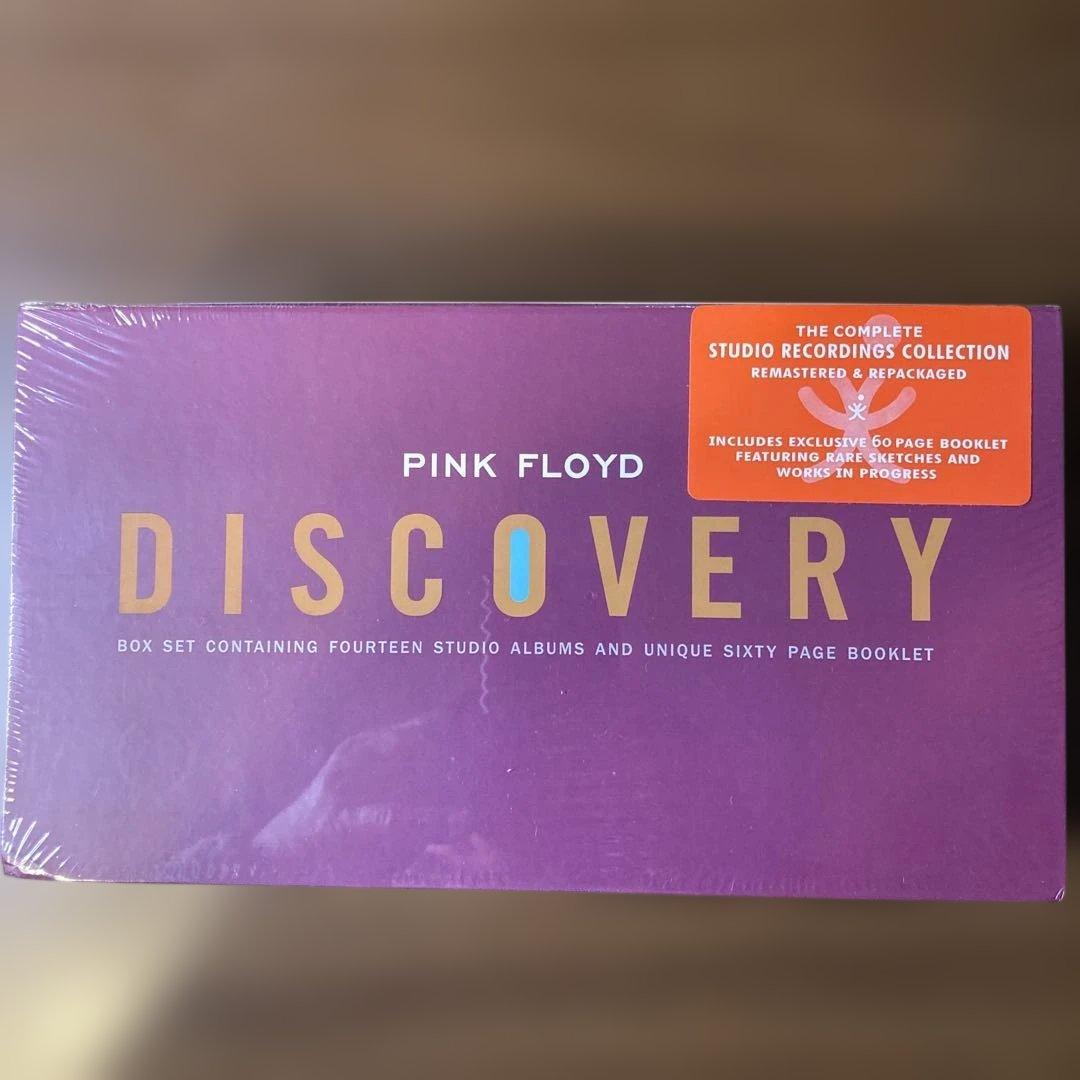 THE COMPLETE
STUDIO RECORDINGS COLLECTION
REMASTERED & REPACKAGED
INCLUDES EXCLUSIVE 60 PAGE BOOKLET
FEATURING RARE SKETCHES AND
WORKS IN PROGRESS
PINK FLOYD
DISCOVERY
BOX SET CONTAINING FOURTEEN STUDIO ALBUMS AND UNIQUE SIXTY PAGE BOOKLET